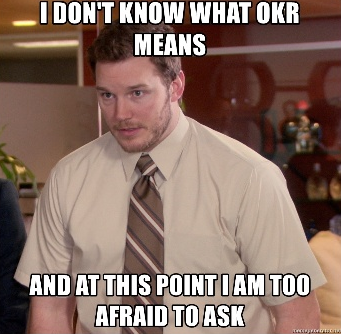 I DON'T KNOW WHAT OKR
MEANS
AND AT THIS POINT I AM TOO
AFRAID TO ASK